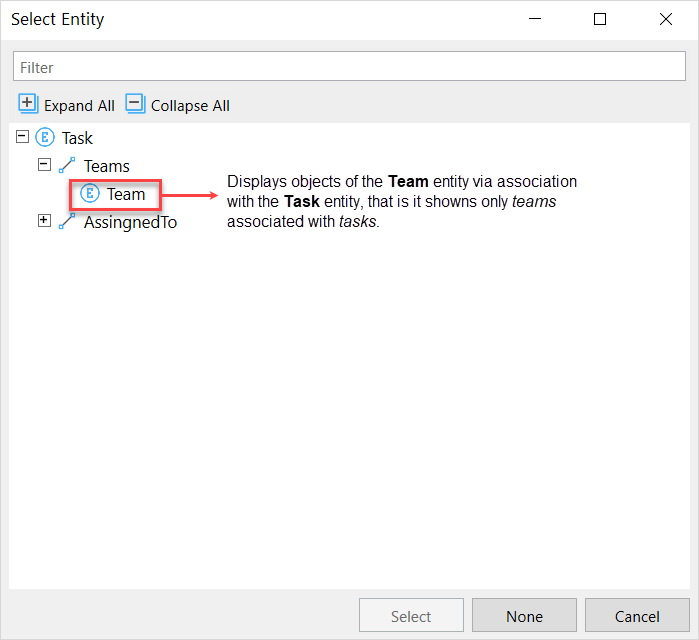 Select Entity
Filter
Expand All Collapse All
E Task
Teams
E Team
Displays objects of the Team entity via association
with the Task entity, that is it showns only teams
associated with tasks.
AssingnedTo
Select None Cancel